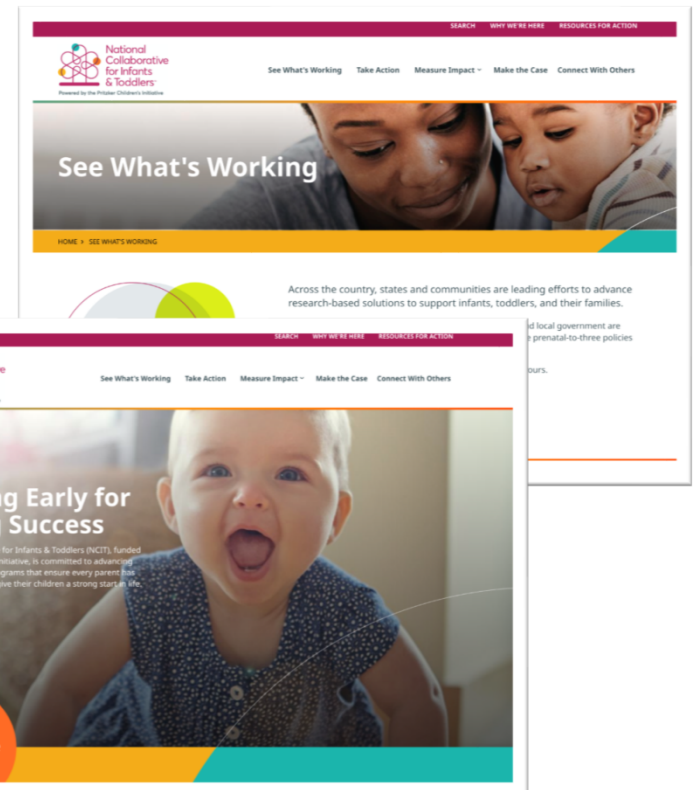 SEARCH WHY WE'RE HERE RESOURCES FOR ACTION
National
Collaborative
for Infants
& Toddlers
Powered by the Pritzker Children's Initiative
See What's Working Take Action Measure Impact Make the Case Connect With Others
See What's Working
HOME > SEE WHAT'S WORKING
Across the country, states and communities are leading efforts to advance
research-based solutions to support infants, toddlers, and their families.
local government are
prenatal-to-three policies
ours.
SEARCH WHY WE'RE HERE RESOURCES FOR ACTION
See What's Working Take Action Measure Impact Make the Case Connect With Others
g Early for
Success
for Infants & Toddlers (NCIT), funded
nitiative, is committed to advancing
grams that ensure every parent has
ive their children a strong start in life.